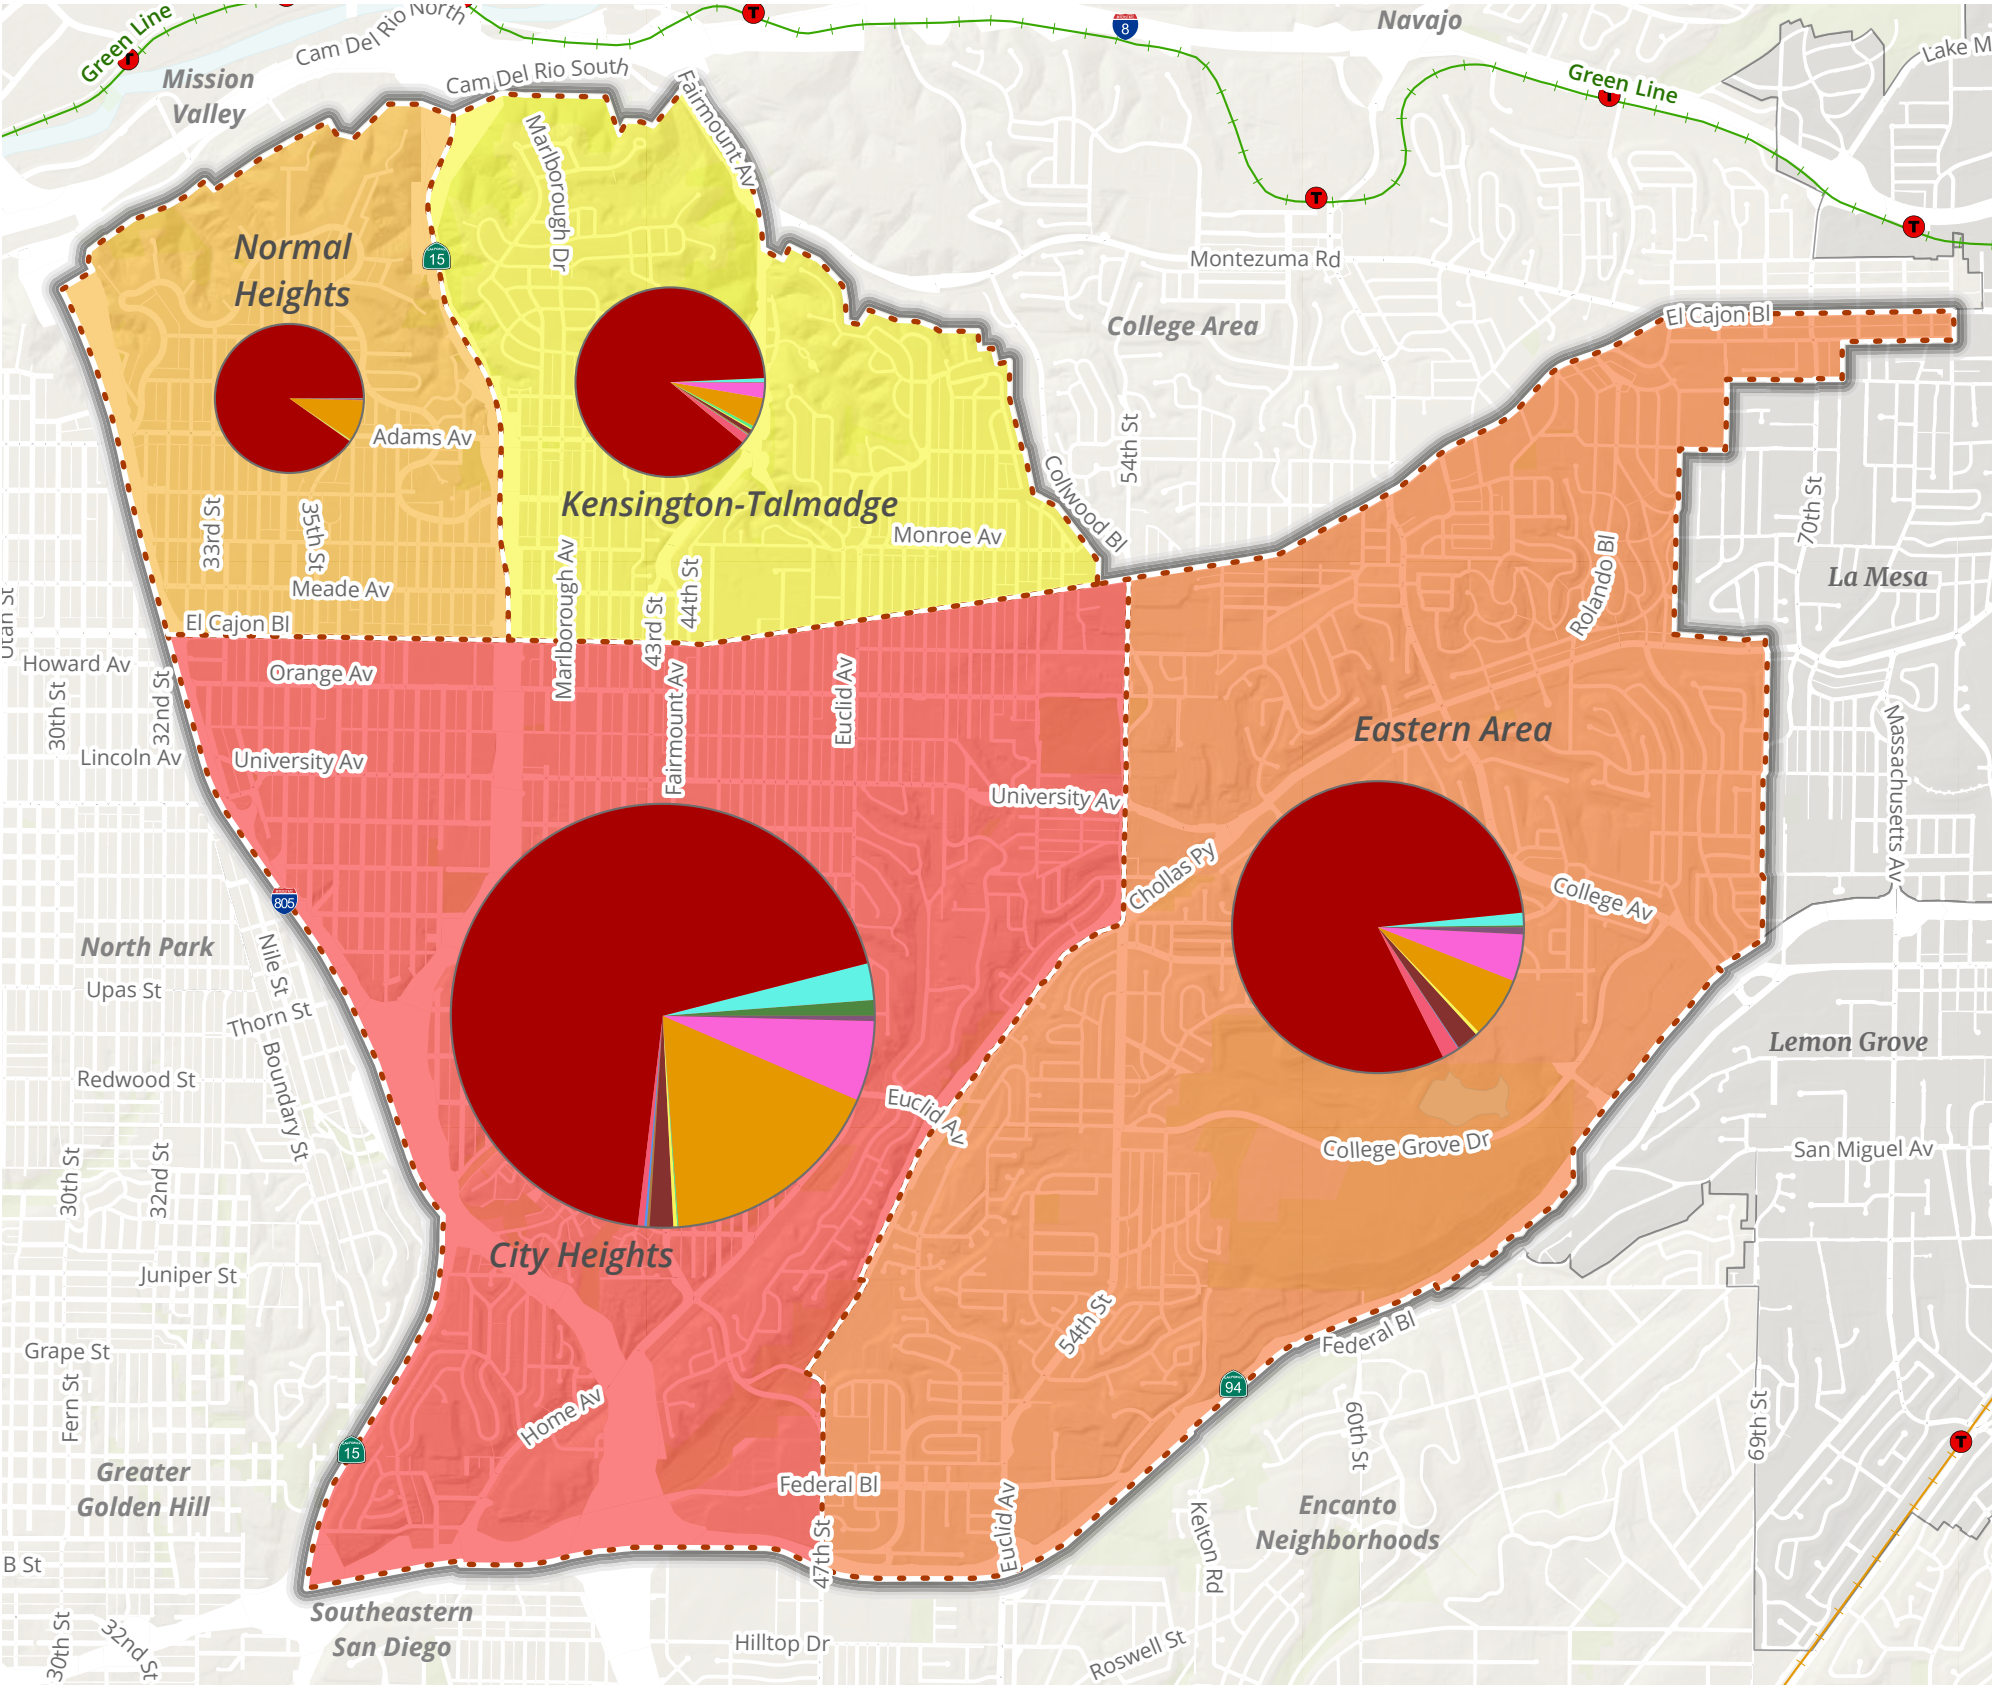 Green Line
Cam Del Rio North
Navajo
8
Lake M
Mission
Valley
Cam Del Rio South
Fairmount Av
Green Line
Marlborough Dr
Normal
Heights
15
Montezuma Rd
College Area
El Cajon Bl
Adams Av
54th St
Kensington-Talmadge
Collwood Bl
33rd St
35th St
Monroe Av
70th St
Rolando Bl
La Mesa
Meade Av
Marlborough Av
43rd St
44th St
Utah St
El Cajon Bl
Howard Av
Orange Av
30th St
32nd St
Fairmount Av
Euclid Av
Eastern Area
Massachusetts Av
Lincoln Av
University Av
University Av
Chollas Py
College Av
805
North Park
Nile St
Upas St
Thorn St
Lemon Grove
Redwood St
Boundary St
Euclid Av
College Grove Dr
San Miguel Av
30th St
32nd St
City Heights
Juniper St
54th St
Federal Bl
Grape St
Fern St
94
Home Av
60th St
69th St
15
Greater
Golden Hill
Federal Bl
Euclid Av
Kelton Rd
Encanto
Neighborhoods
B St
47th St
Southeastern
San Diego
30th St
32nd St
Hilltop Dr
Roswell St